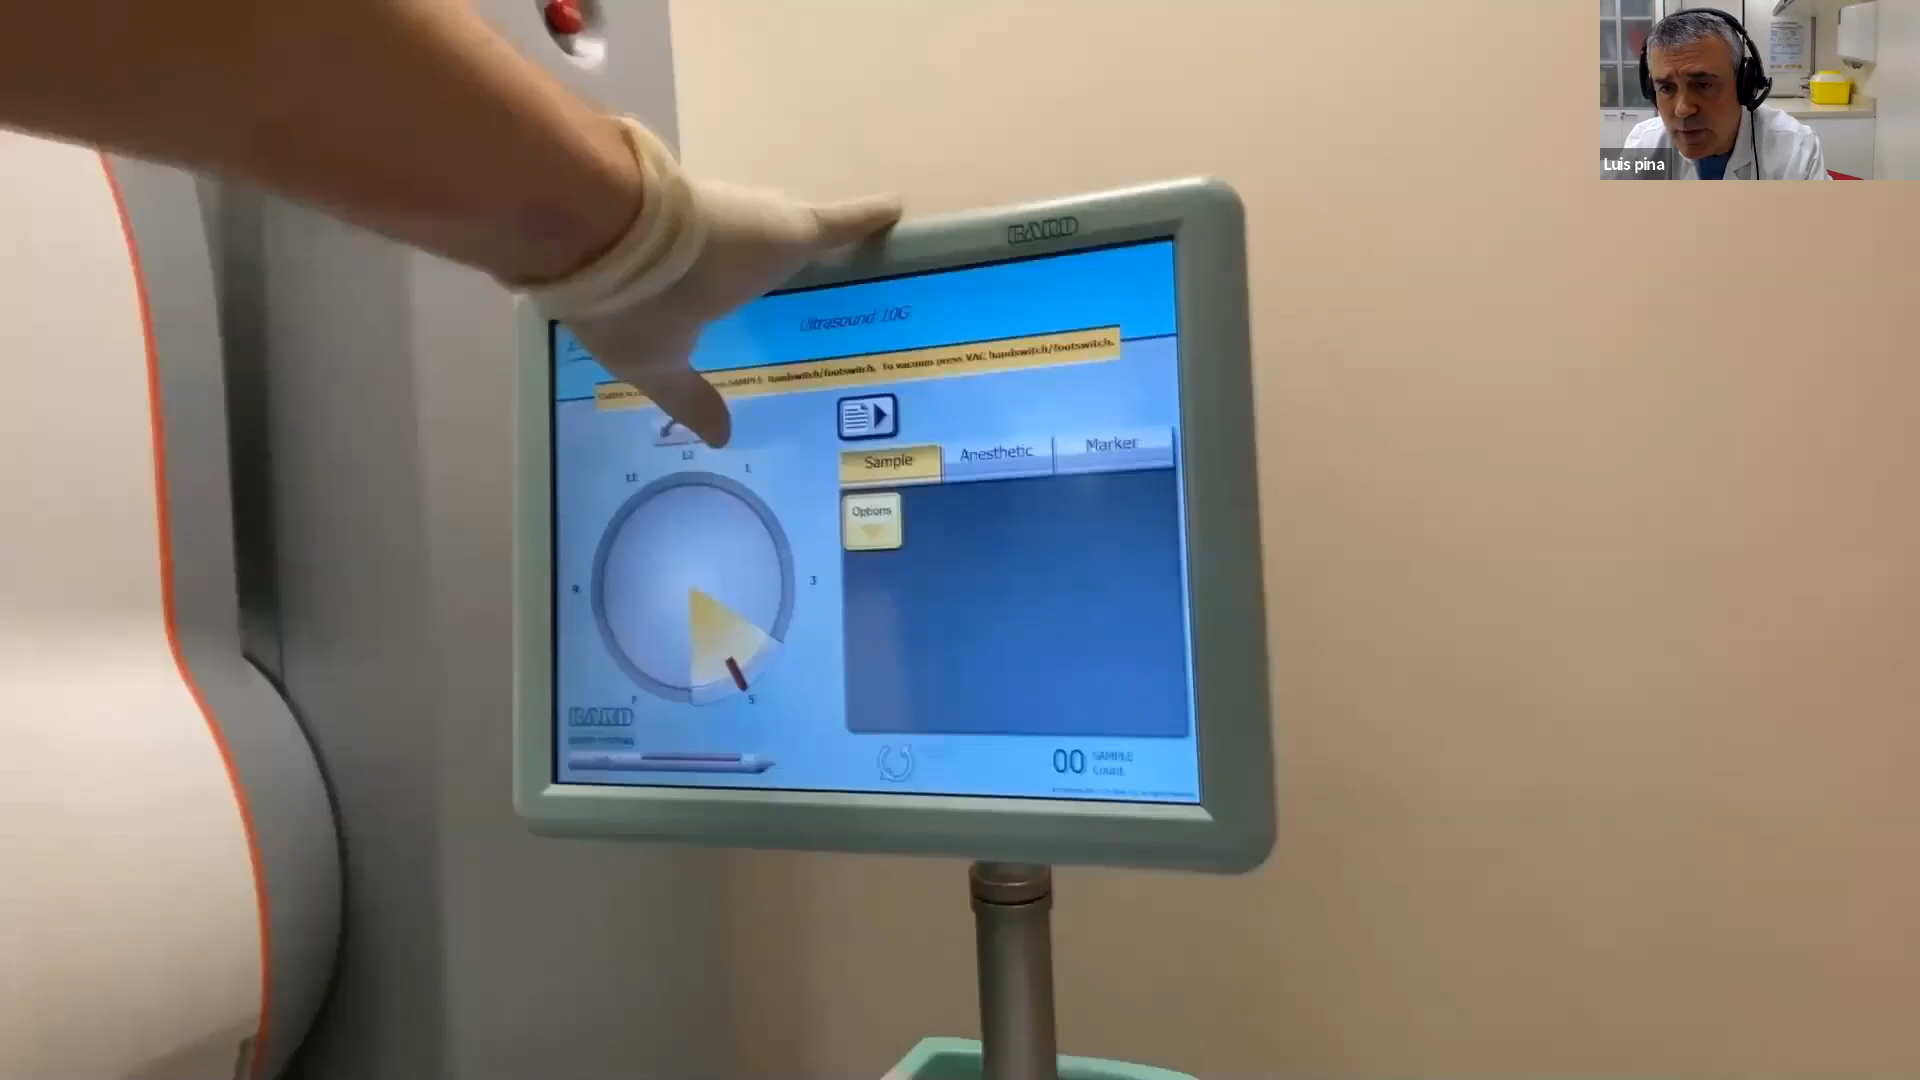 Luis pina
BARD
Ultrasound 10G
SAMPLE handswitch/footswitch. To vacuum press VAC handswitch/footswitch.
12
1
11
Sample
Anesthetic
Marker
Options
3
9
7
5
BARD
00
SAMPLE
Count